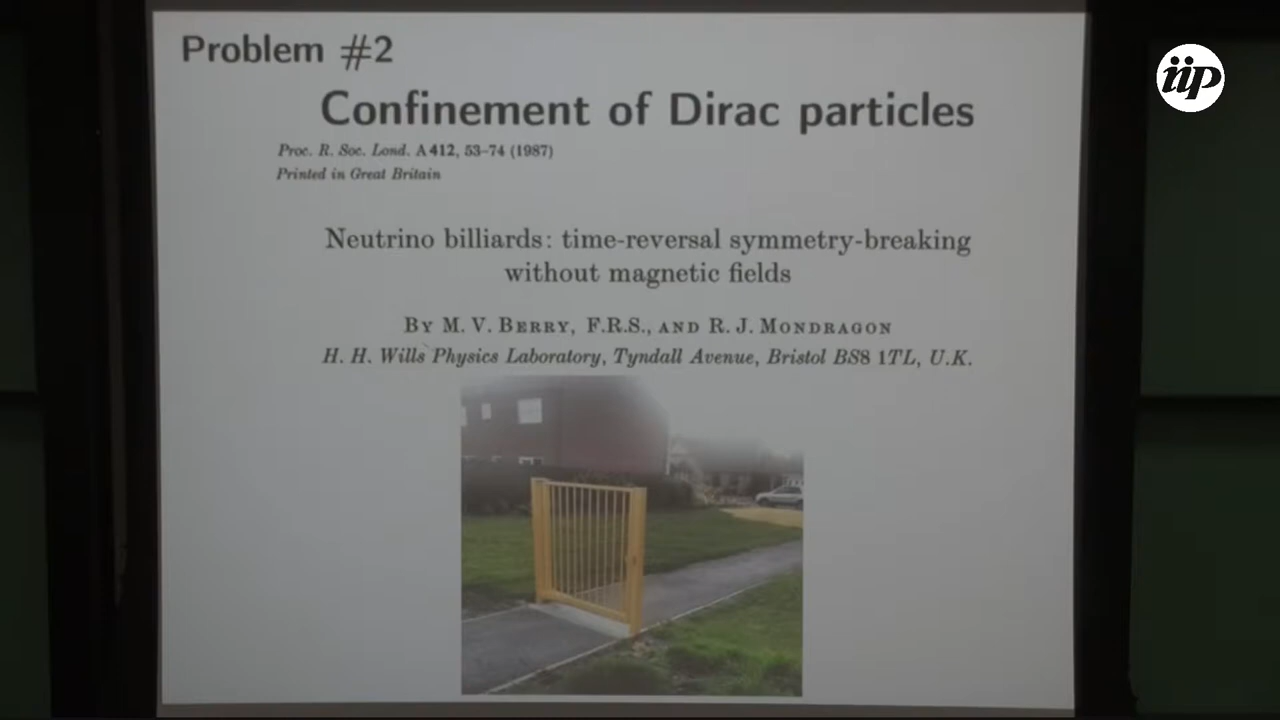 Problem #2
Confinement of Dirac particles
Proc. R. Soc. Lond. A 412, 53–74 (1987)
Printed in Great Britain
Neutrino billiards: time-reversal symmetry-breaking
without magnetic fields
By M. V. Berry, F.R.S., and R. J. Mondragon
H. H. Wills Physics Laboratory, Tyndall Avenue, Bristol BS8 1TL, U.K.
iip